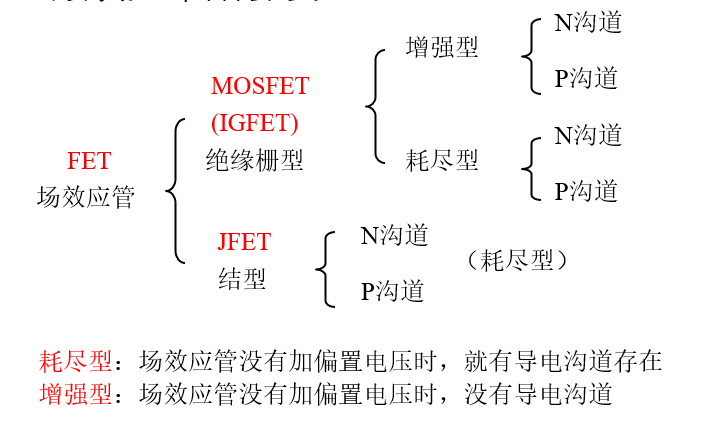 FET
场效应管
MOSFET
(IGFET)
绝缘栅型
增强型
N沟道
P沟道
耗尽型
N沟道
P沟道
JFET
结型
N沟道
P沟道
（耗尽型）
耗尽型：场效应管没有加偏置电压时，就有导电沟道存在
增强型：场效应管没有加偏置电压时，没有导电沟道